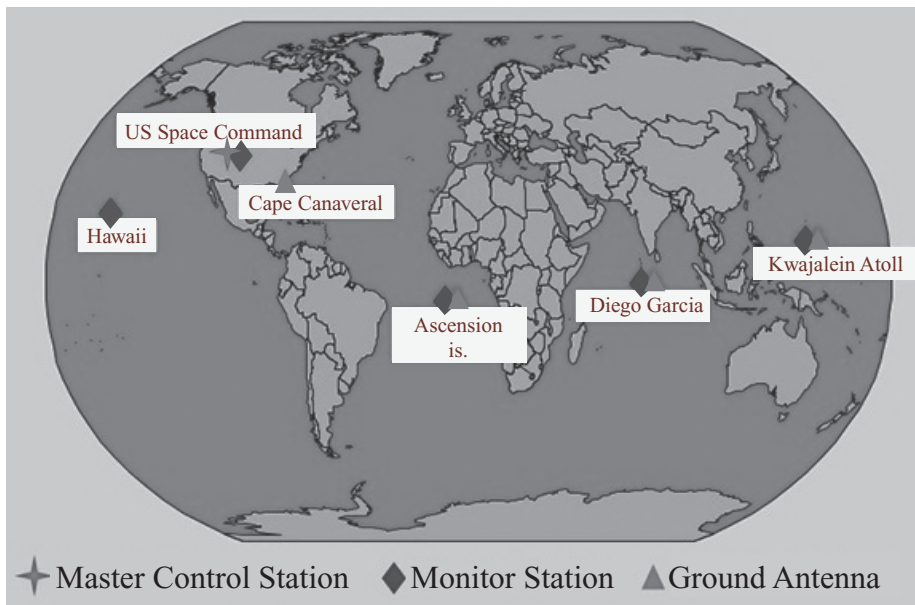 US Space Command
Cape Canaveral
Hawaii
Kwajalein Atoll
Diego Garcia
Ascension
is.
Master Control Station
Monitor Station
Ground Antenna